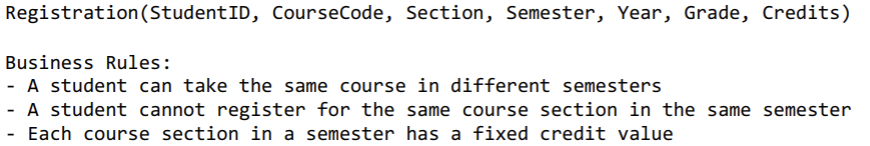 Registration(StudentID, CourseCode, Section, Semester, Year, Grade, Credits)
Business Rules:
- A student can take the same course in different semesters
- A student cannot register for the same course section in the same semester
- Each course section in a semester has a fixed credit value